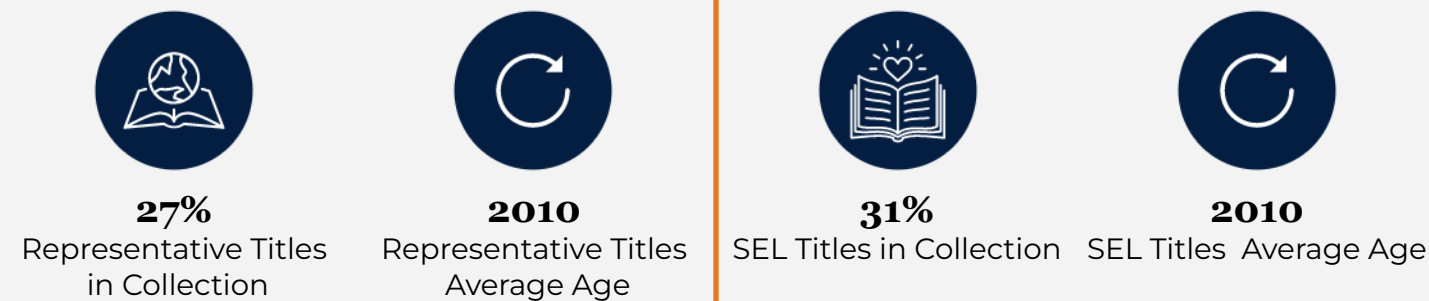 27%
Representative Titles
in Collection
2010
Representative Titles
Average Age
31%
SEL Titles in Collection
2010
SEL Titles  Average Age